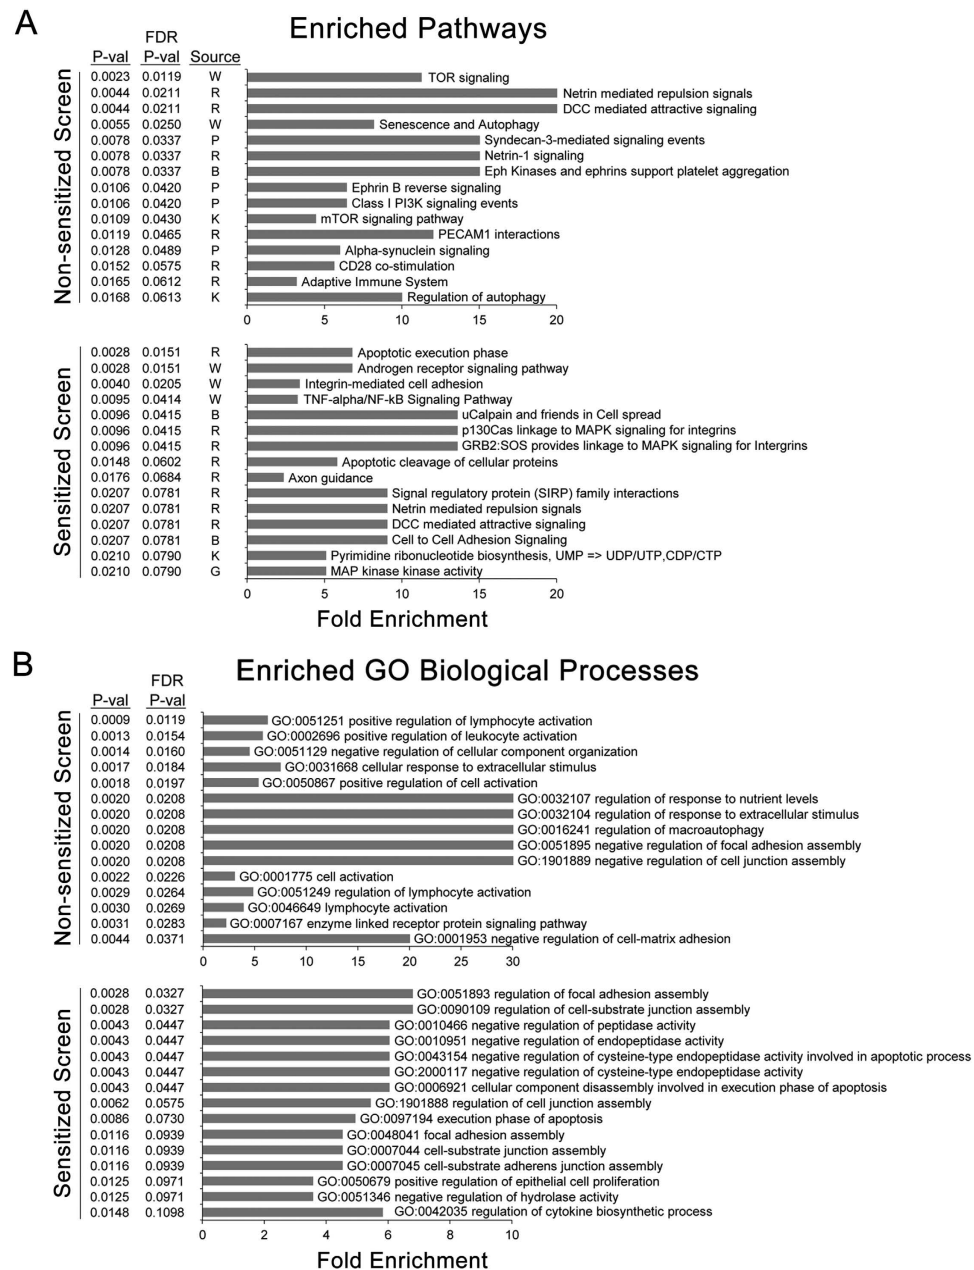 A
Enriched Pathways
FDR
P-val P-val Source
Non-sensitized Screen
0.0023 0.0119 W TOR signaling
0.0044 0.0211 R Netrin mediated repulsion signals
0.0044 0.0211 R DCC mediated attractive signaling
0.0055 0.0250 W Senescence and Autophagy
0.0078 0.0337 P Syndecan-3-mediated signaling events
0.0078 0.0337 R Netrin-1 signaling
0.0078 0.0337 B Eph Kinases and ephrins support platelet aggregation
0.0106 0.0420 P Ephrin B reverse signaling
0.0106 0.0420 P Class I PI3K signaling events
0.0109 0.0430 K mTOR signaling pathway
0.0119 0.0465 R PECAM1 interactions
0.0128 0.0489 P Alpha-synuclein signaling
0.0152 0.0575 R CD28 co-stimulation
0.0165 0.0612 R Adaptive Immune System
0.0168 0.0613 K Regulation of autophagy
0 5 10 15 20
Sensitized Screen
0.0028 0.0151 R Apoptotic execution phase
0.0028 0.0151 W Androgen receptor signaling pathway
0.0040 0.0205 W Integrin-mediated cell adhesion
0.0095 0.0414 W TNF-alpha/NF-kB Signaling Pathway
0.0096 0.0415 B uCalpain and friends in Cell spread
0.0096 0.0415 R p130Cas linkage to MAPK signaling for integrins
0.0096 0.0415 R GRB2:SOS provides linkage to MAPK signaling for Intergrins
0.0148 0.0602 R Apoptotic cleavage of cellular proteins
0.0176 0.0684 R Axon guidance
0.0207 0.0781 R Signal regulatory protein (SIRP) family interactions
0.0207 0.0781 R Netrin mediated repulsion signals
0.0207 0.0781 R DCC mediated attractive signaling
0.0207 0.0781 B Cell to Cell Adhesion Signaling
0.0210 0.0790 K Pyrimidine ribonucleotide biosynthesis, UMP => UDP/UTP,CDP/CTP
0.0210 0.0790 G MAP kinase kinase activity
0 5 10 15 20
Fold Enrichment
B
Enriched GO Biological Processes
FDR
P-val P-val
Non-sensitized Screen
0.0009 0.0119 GO:0051251 positive regulation of lymphocyte activation
0.0013 0.0154 GO:0002696 positive regulation of leukocyte activation
0.0014 0.0160 GO:0051129 negative regulation of cellular component organization
0.0017 0.0184 GO:0031668 cellular response to extracellular stimulus
0.0018 0.0197 GO:0050867 positive regulation of cell activation
0.0020 0.0208 GO:0032107 regulation of response to nutrient levels
0.0020 0.0208 GO:0032104 regulation of response to extracellular stimulus
0.0020 0.0208 GO:0016241 regulation of macroautophagy
0.0020 0.0208 GO:0051895 negative regulation of focal adhesion assembly
0.0020 0.0208 GO:1901889 negative regulation of cell junction assembly
0.0022 0.0226 GO:0001775 cell activation
0.0029 0.0264 GO:0051249 regulation of lymphocyte activation
0.0030 0.0269 GO:0046649 lymphocyte activation
0.0031 0.0283 GO:0007167 enzyme linked receptor protein signaling pathway
0.0044 0.0371 GO:0001953 negative regulation of cell-matrix adhesion
0 5 10 15 20 25 30
Sensitized Screen
0.0028 0.0327 GO:0051893 regulation of focal adhesion assembly
0.0028 0.0327 GO:0090109 regulation of cell-substrate junction assembly
0.0043 0.0447 GO:0010466 negative regulation of peptidase activity
0.0043 0.0447 GO:0010951 negative regulation of endopeptidase activity
0.0043 0.0447 GO:0043154 negative regulation of cysteine-type endopeptidase activity involved in apoptotic process
0.0043 0.0447 GO:2000117 negative regulation of cysteine-type endopeptidase activity
0.0043 0.0447 GO:0006921 cellular component disassembly involved in execution phase of apoptosis
0.0062 0.0575 GO:1901888 regulation of cell junction assembly
0.0086 0.0730 GO:0097194 execution phase of apoptosis
0.0116 0.0939 GO:0048041 focal adhesion assembly
0.0116 0.0939 GO:0007044 cell-substrate junction assembly
0.0116 0.0939 GO:0007045 cell-substrate adherens junction assembly
0.0125 0.0971 GO:0050679 positive regulation of epithelial cell proliferation
0.0125 0.0971 GO:0051346 negative regulation of hydrolase activity
0.0148 0.1098 GO:0042035 regulation of cytokine biosynthetic process
0 2 4 6 8 10
Fold Enrichment